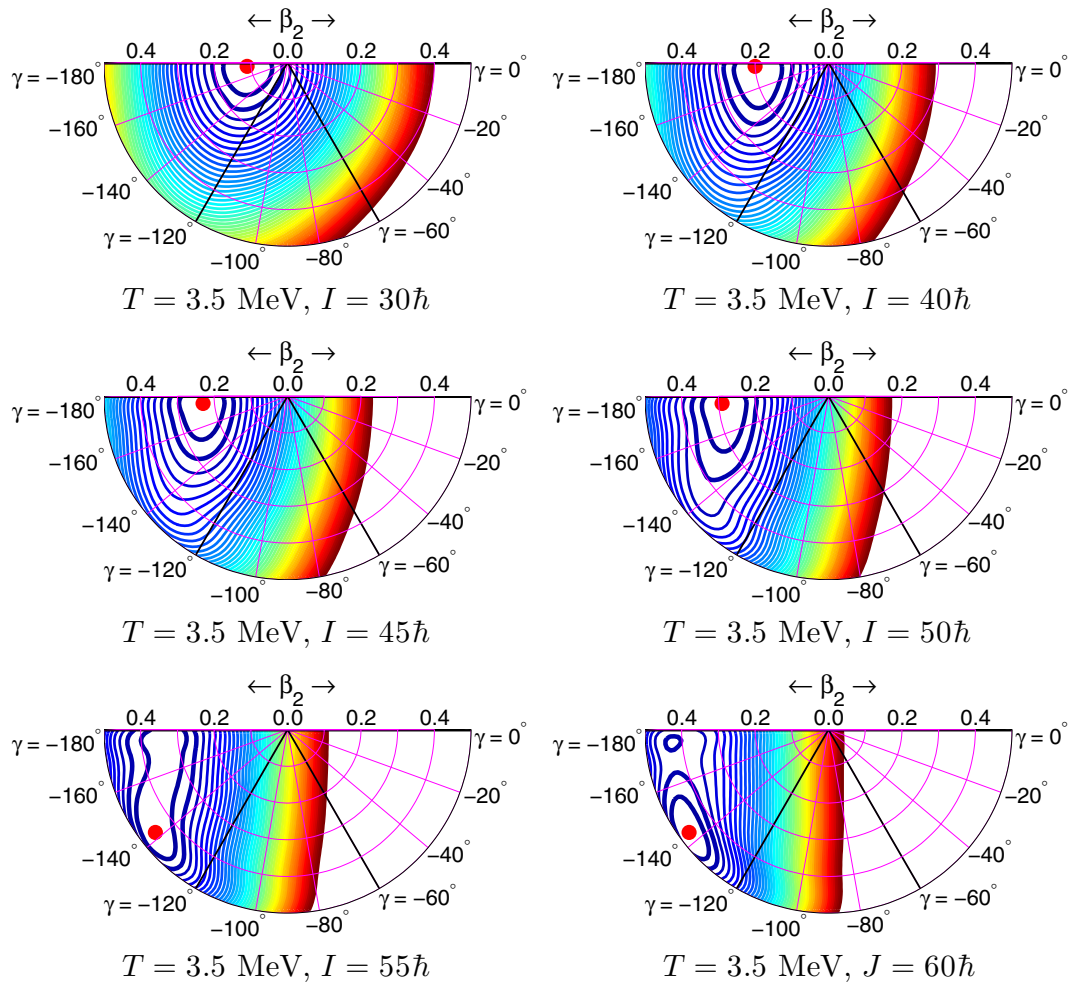 ← β₂ → ← β₂ →
0.4 0.2 0.0 0.2 0.4 0.4 0.2 0.0 0.2 0.4
γ = −180° γ = 0° γ = −180° γ = 0°
−160° −20° −160° −20°
−140° −40° −140° −40°
γ = −120° γ = −60° γ = −120° γ = −60°
−100° −80° −100° −80°
T = 3.5 MeV, I = 30ħ T = 3.5 MeV, I = 40ħ
← β₂ → ← β₂ →
0.4 0.2 0.0 0.2 0.4 0.4 0.2 0.0 0.2 0.4
γ = −180° γ = 0° γ = −180° γ = 0°
−160° −20° −160° −20°
−140° −40° −140° −40°
γ = −120° γ = −60° γ = −120° γ = −60°
−100° −80° −100° −80°
T = 3.5 MeV, I = 45ħ T = 3.5 MeV, I = 50ħ
← β₂ → ← β₂ →
0.4 0.2 0.0 0.2 0.4 0.4 0.2 0.0 0.2 0.4
γ = −180° γ = 0° γ = −180° γ = 0°
−160° −20° −160° −20°
−140° −40° −140° −40°
γ = −120° γ = −60° γ = −120° γ = −60°
−100° −80° −100° −80°
T = 3.5 MeV, I = 55ħ T = 3.5 MeV, J = 60ħ